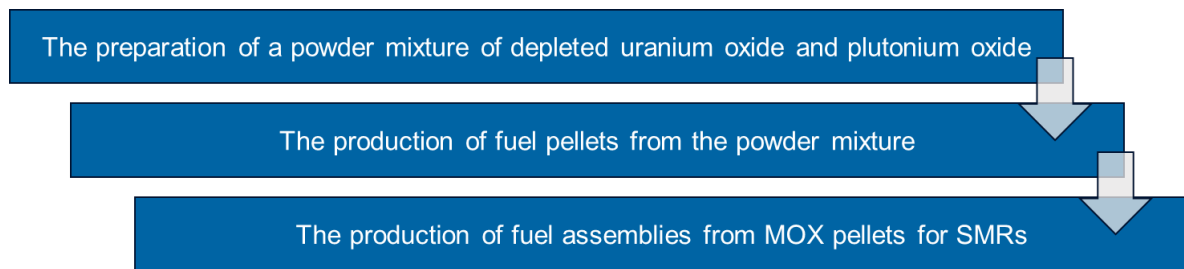 The preparation of a powder mixture of depleted uranium oxide and plutonium oxide
The production of fuel pellets from the powder mixture
The production of fuel assemblies from MOX pellets for SMRs